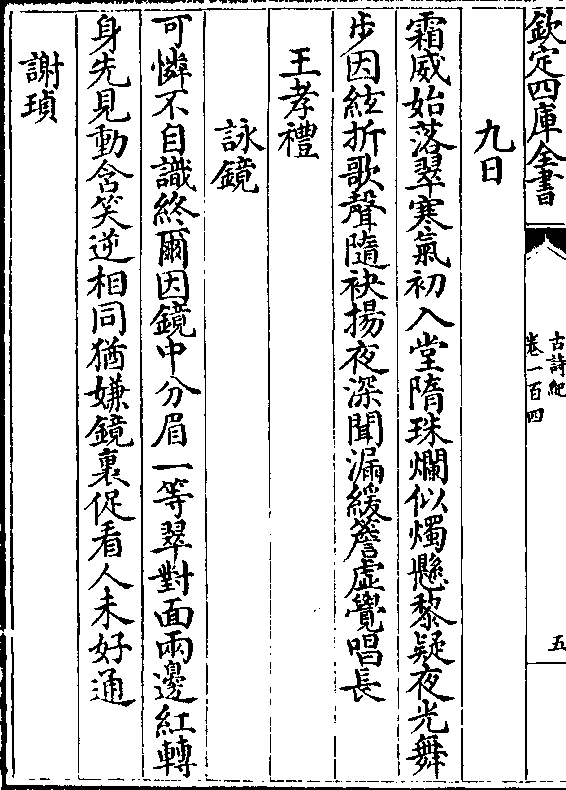 欽定四庫全書
古詩紀
卷一百四
五
九日
霜威始落翠寒氣初入堂隋珠爛似燭懸黎疑夜光舞
步因絃折歌聲隨袂揚夜深聞漏緩簷虛覺唱長
王孝禮
詠鏡
可憐不自識終爾因鏡中分眉一等翠對面兩邊紅轉
身先見動含笑逆相同猶嫌鏡裏促看人未好通
謝瑱